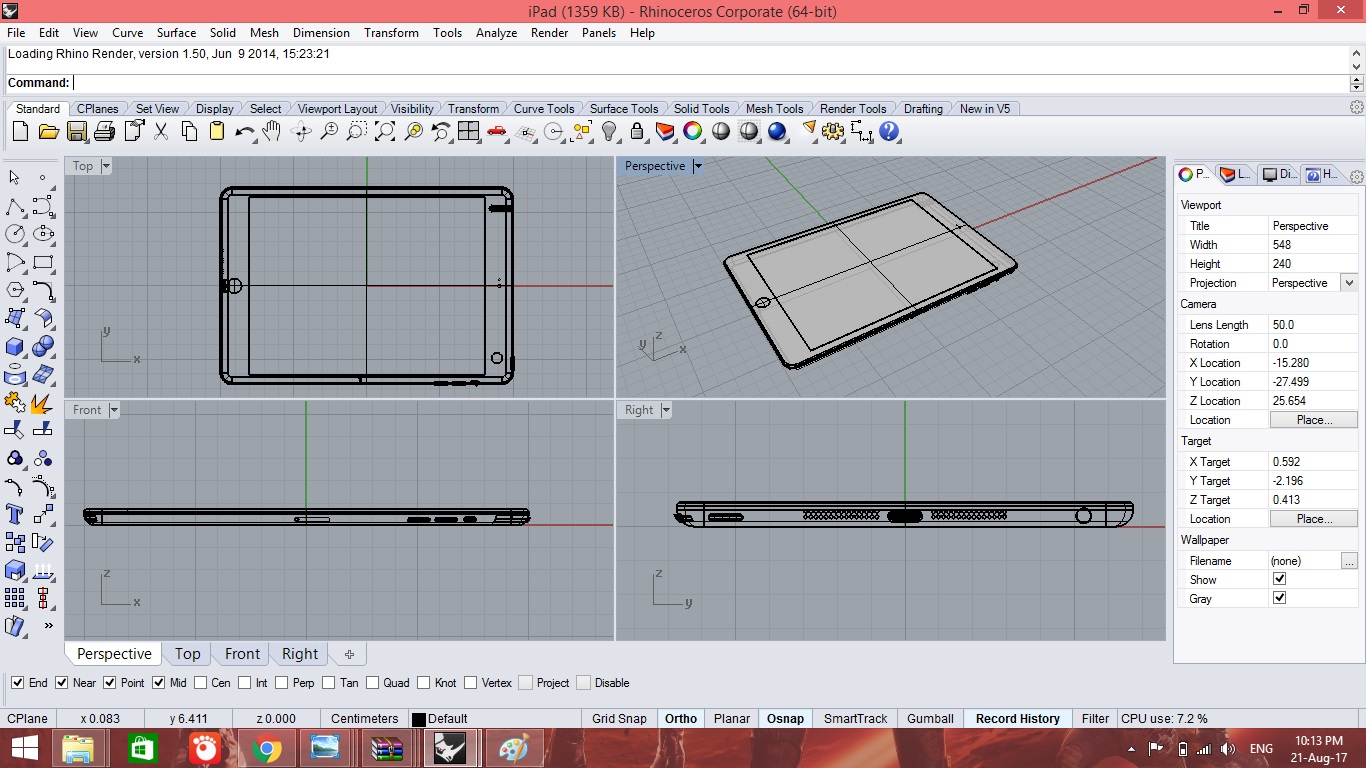 iPad (1359 KB) - Rhinoceros Corporate (64-bit)
File Edit View Curve Surface Solid Mesh Dimension Transform Tools Analyze Render Panels Help
Loading Rhino Render, version 1.50, Jun 9 2014, 15:23:21
Command:
Standard CPlanes Set View Display Select Viewport Layout Visibility Transform Curve Tools Surface Tools Solid Tools Mesh Tools Render Tools Drafting New in V5
Top
y
x
Perspective
z
y
x
Front
z
x
Right
z
y
P... L... Di... H...
Viewport
Title Perspective
Width 548
Height 240
Projection Perspective
Camera
Lens Length 50.0
Rotation 0.0
X Location -15.280
Y Location -27.499
Z Location 25.654
Location Place...
Target
X Target 0.592
Y Target -2.196
Z Target 0.413
Location Place...
Wallpaper
Filename (none) ...
Show
Gray
Perspective Top Front Right
End Near Point Mid Cen Int Perp Tan Quad Knot Vertex Project Disable
CPlane x 0.083 y 6.411 z 0.000 Centimeters Default Grid Snap Ortho Planar Osnap SmartTrack Gumball Record History Filter CPU use: 7.2 %
ENG
10:13 PM
21-Aug-17